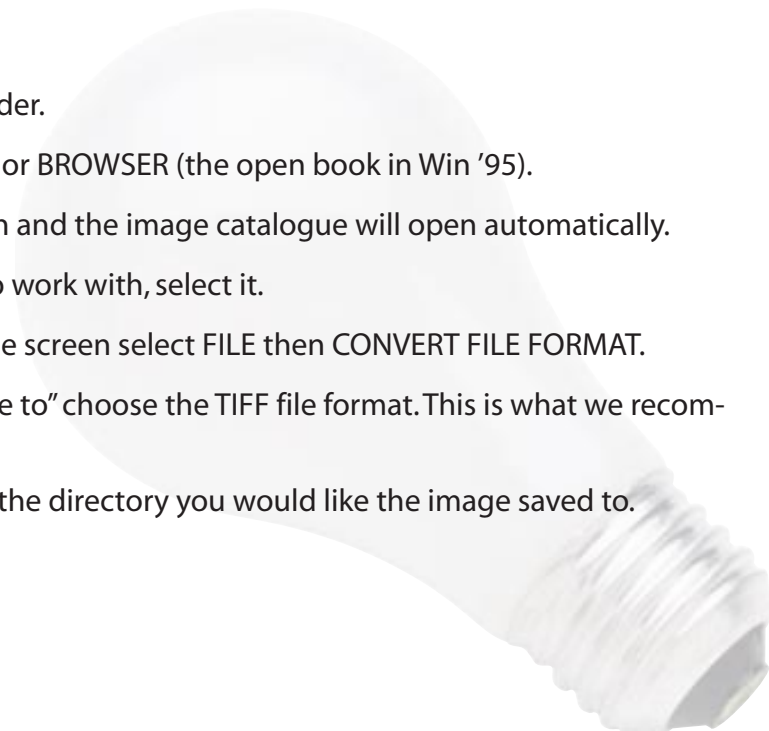 der.
or BROWSER (the open book in Win ’95).
n and the image catalogue will open automatically.
o work with, select it.
e screen select FILE then CONVERT FILE FORMAT.
e to” choose the TIFF file format. This is what we recom-
the directory you would like the image saved to.